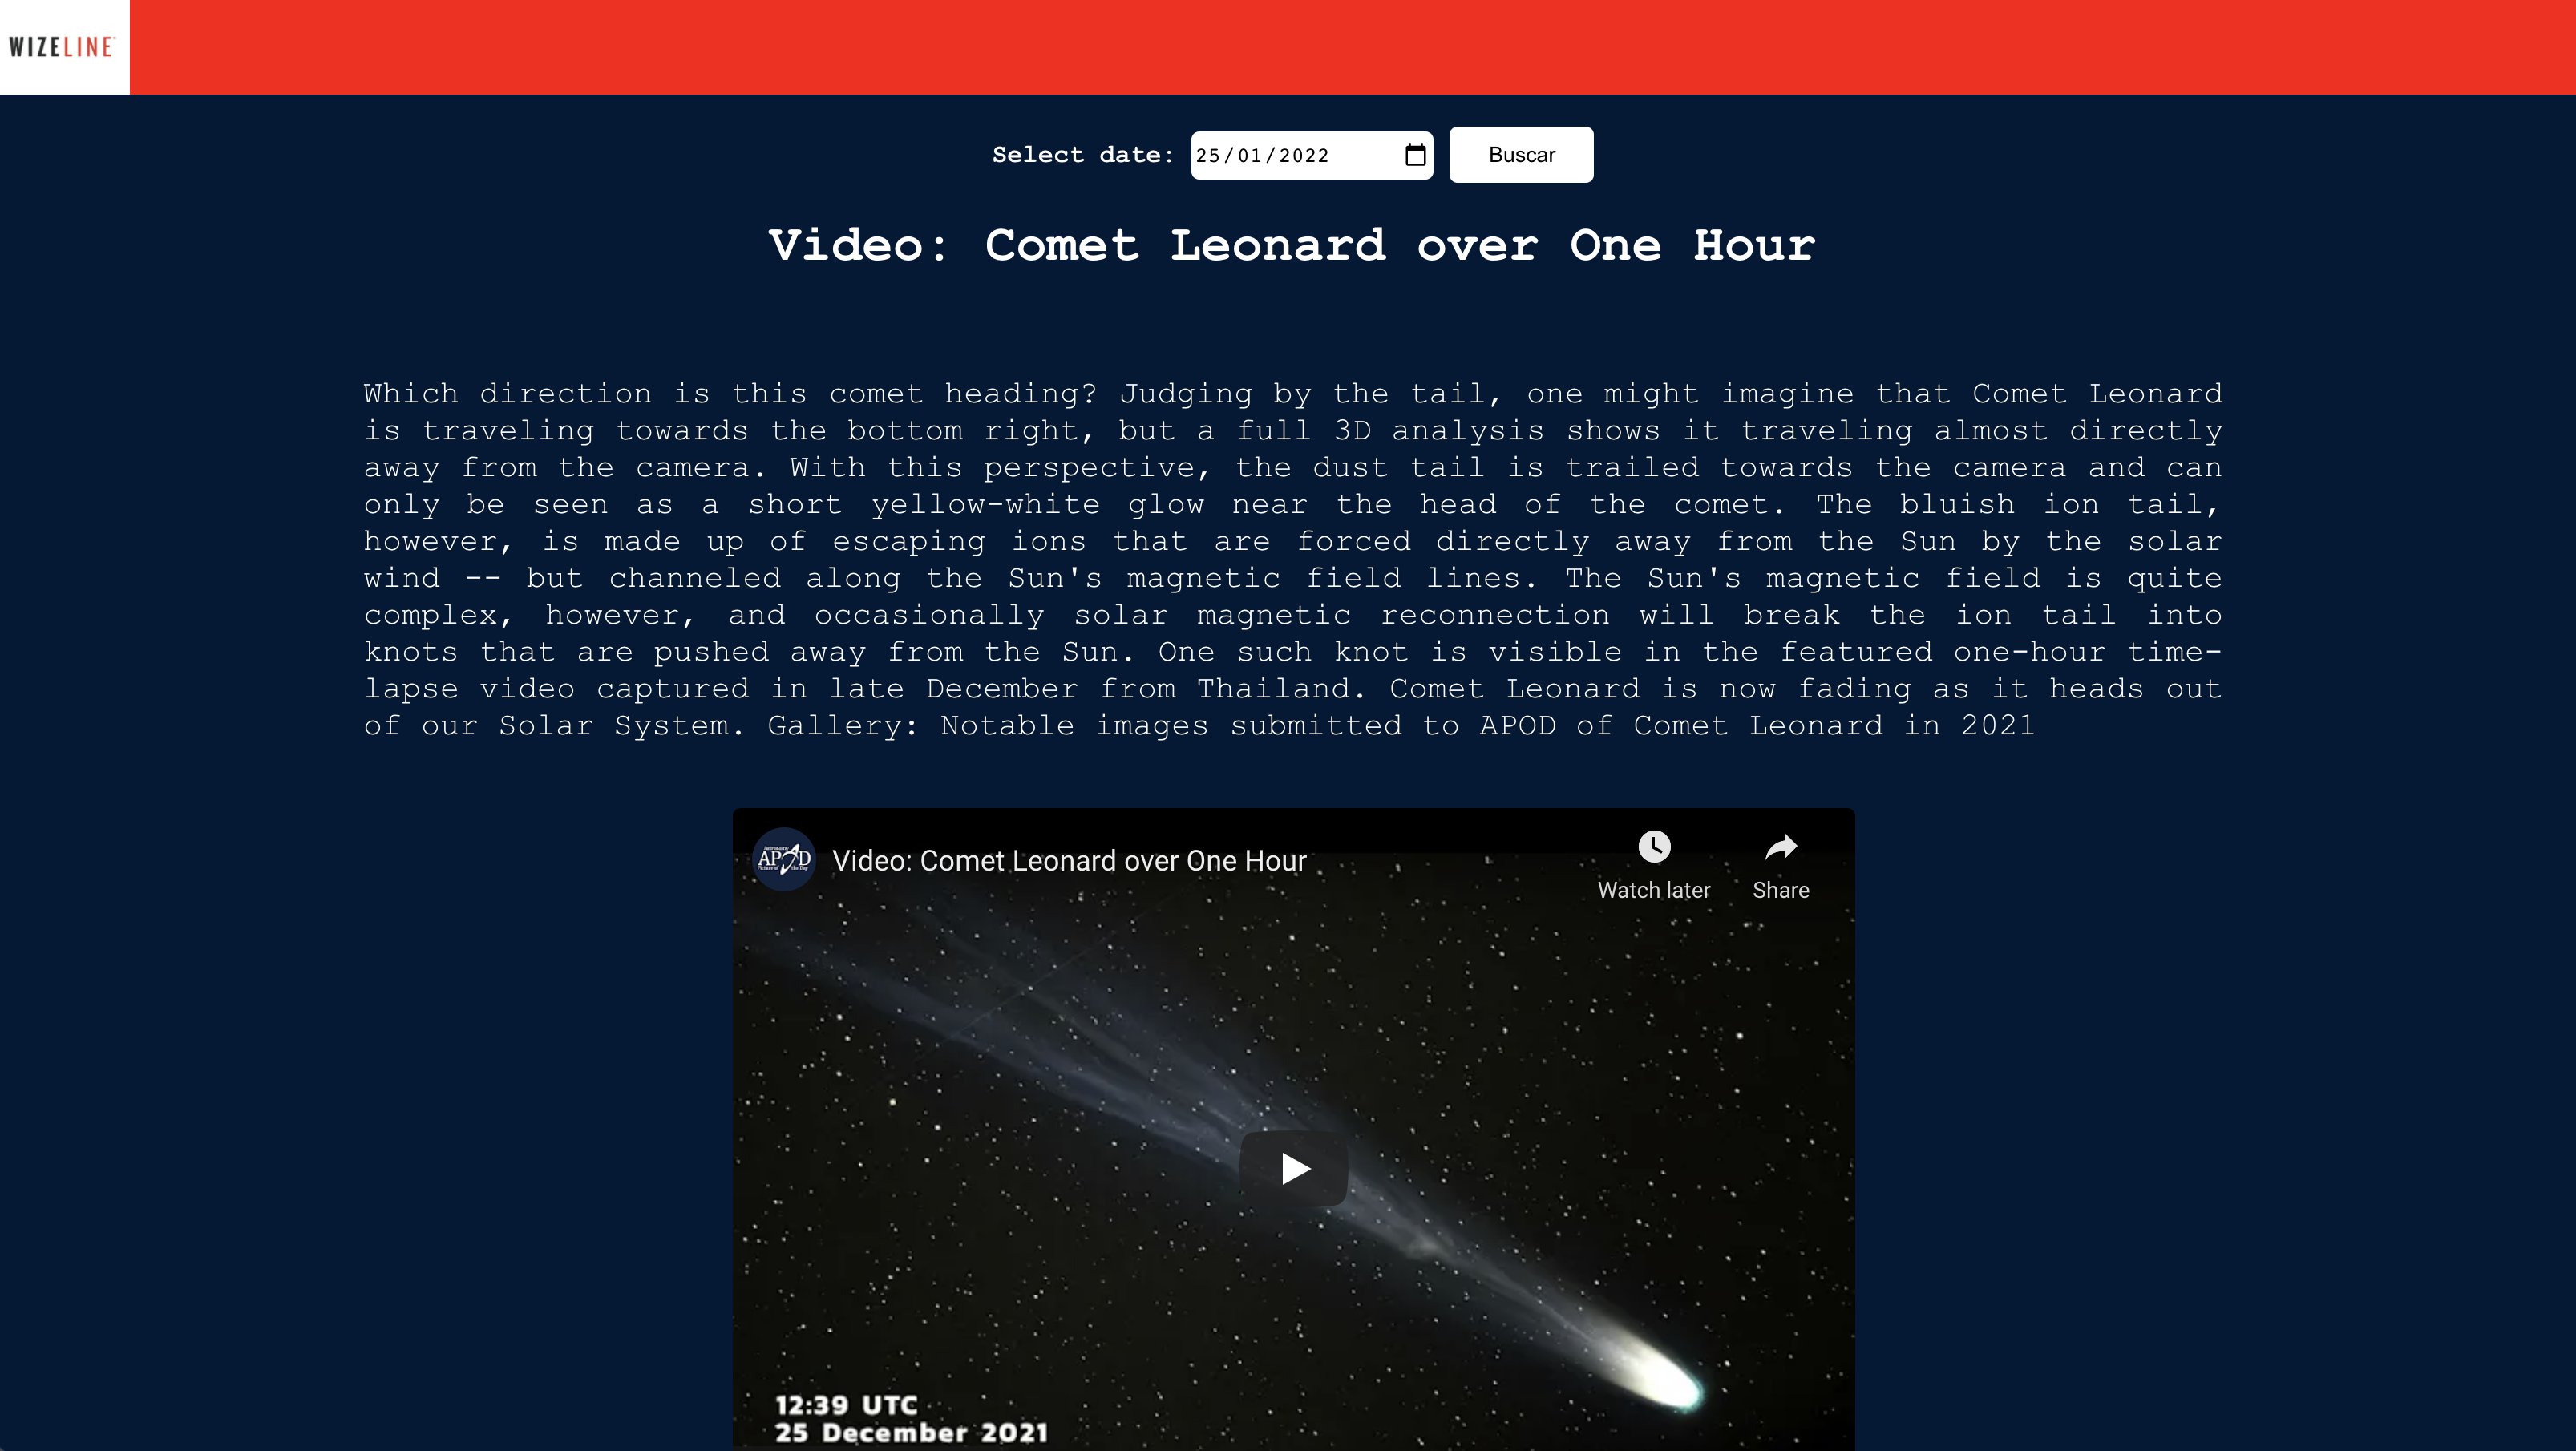 WIZELINE
Select date: 25/01/2022 Buscar
Video: Comet Leonard over One Hour
Which direction is this comet heading? Judging by the tail, one might imagine that Comet Leonard
is traveling towards the bottom right, but a full 3D analysis shows it traveling almost directly
away from the camera. With this perspective, the dust tail is trailed towards the camera and can
only be seen as a short yellow-white glow near the head of the comet. The bluish ion tail,
however, is made up of escaping ions that are forced directly away from the Sun by the solar
wind -- but channeled along the Sun's magnetic field lines. The Sun's magnetic field is quite
complex, however, and occasionally solar magnetic reconnection will break the ion tail into
knots that are pushed away from the Sun. One such knot is visible in the featured one-hour time-
lapse video captured in late December from Thailand. Comet Leonard is now fading as it heads out
of our Solar System. Gallery: Notable images submitted to APOD of Comet Leonard in 2021
Astronomy
APOD
Picture of the Day
Video: Comet Leonard over One Hour
Watch later
Share
12:39 UTC
25 December 2021